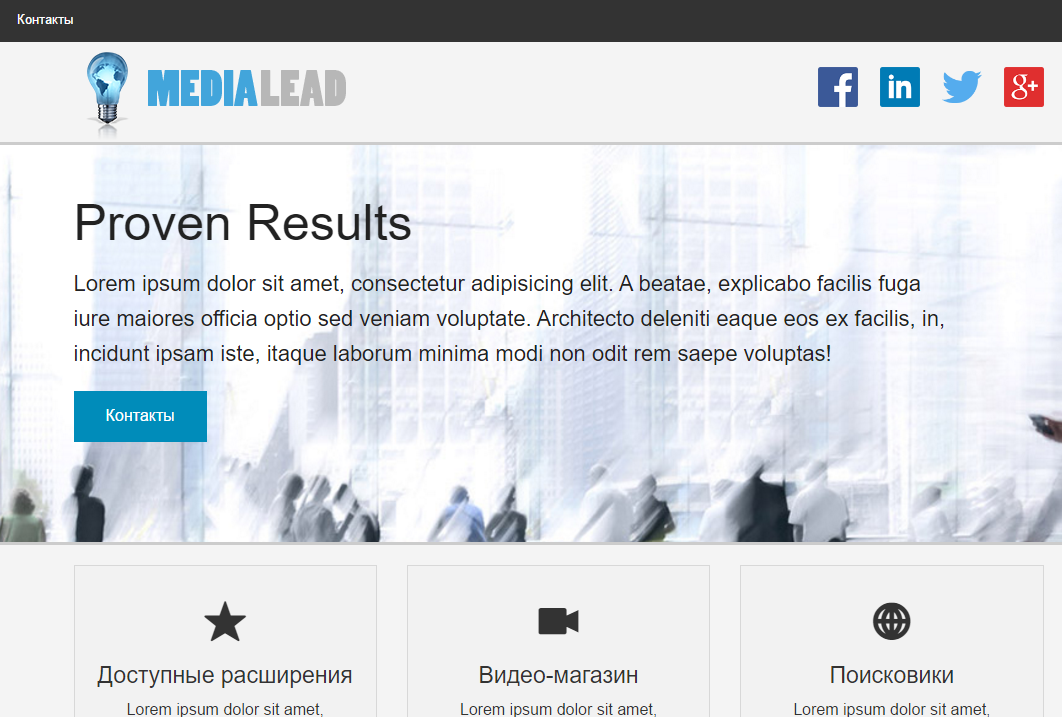 Контакты
MEDIALEAD
Proven Results
Lorem ipsum dolor sit amet, consectetur adipisicing elit. A beatae, explicabo facilis fuga
iure maiores officia optio sed veniam voluptate. Architecto deleniti eaque eos ex facilis, in,
incidunt ipsam iste, itaque laborum minima modi non odit rem saepe voluptas!
Контакты
Доступные расширения
Видео-магазин
Поисковики
Lorem ipsum dolor sit amet,
Lorem ipsum dolor sit amet,
Lorem ipsum dolor sit amet,